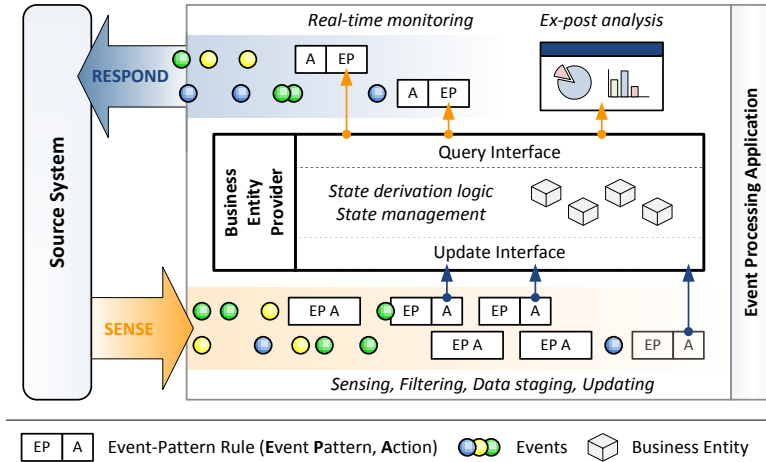 Real-time monitoring
Ex-post analysis
A EP
RESPOND
A EP
Source System
Event Processing Application
Business Entity Provider
Query Interface
State derivation logic
State management
Update Interface
SENSE
EP A
EP A
EP A
EP A
EP A
EP A
Sensing, Filtering, Data staging, Updating
EP A
Event-Pattern Rule (Event Pattern, Action)
Events
Business Entity